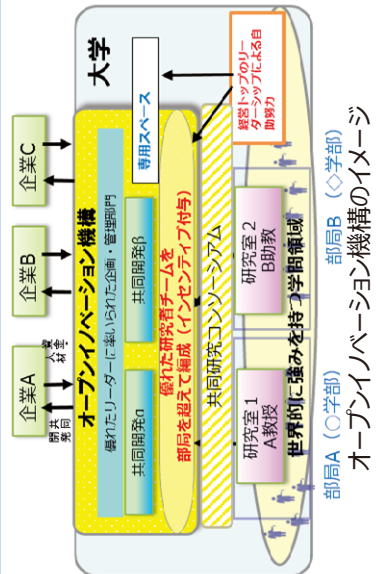 企業A
企業B
企業C
共同
開発
人材
資金
等
大学
オープンイノベーション機構
優れたリーダーに率いられた企画・管理部門
共同開発α
共同開発β
専用スペース
優れた研究者チームを
部局を超えて編成（インセンティブ付与）
経営トップのリー
ダーシップによる自
助努力
共同研究コンソーシアム
研究室1
A教授
研究室2
B助教
世界的に強みを持つ学問領域
部局A（○学部）
部局B（◇学部）
オープンイノベーション機構のイメージ